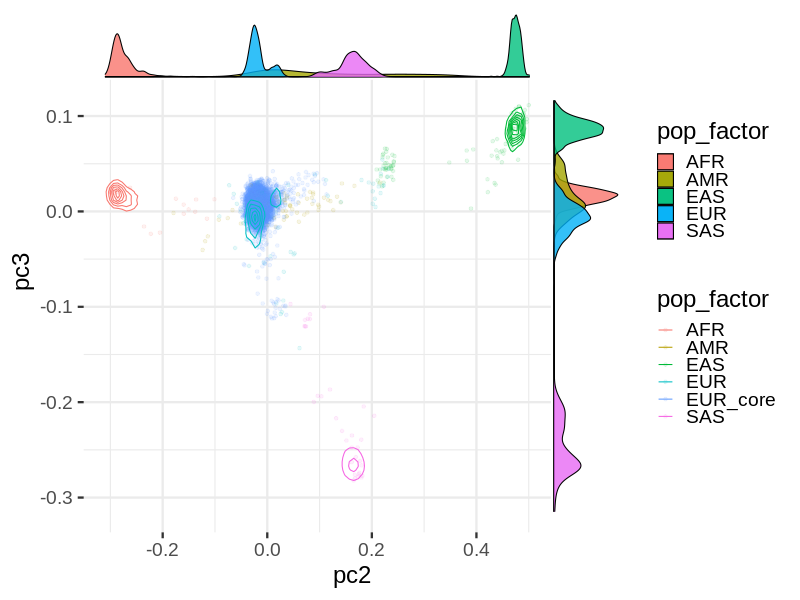 pop_factor
AFR
AMR
EAS
EUR
SAS
pop_factor
AFR
AMR
EAS
EUR
EUR_core
SAS
0.1
0.0
-0.1
-0.2
-0.3
pc3
-0.2
0.0
0.2
0.4
pc2